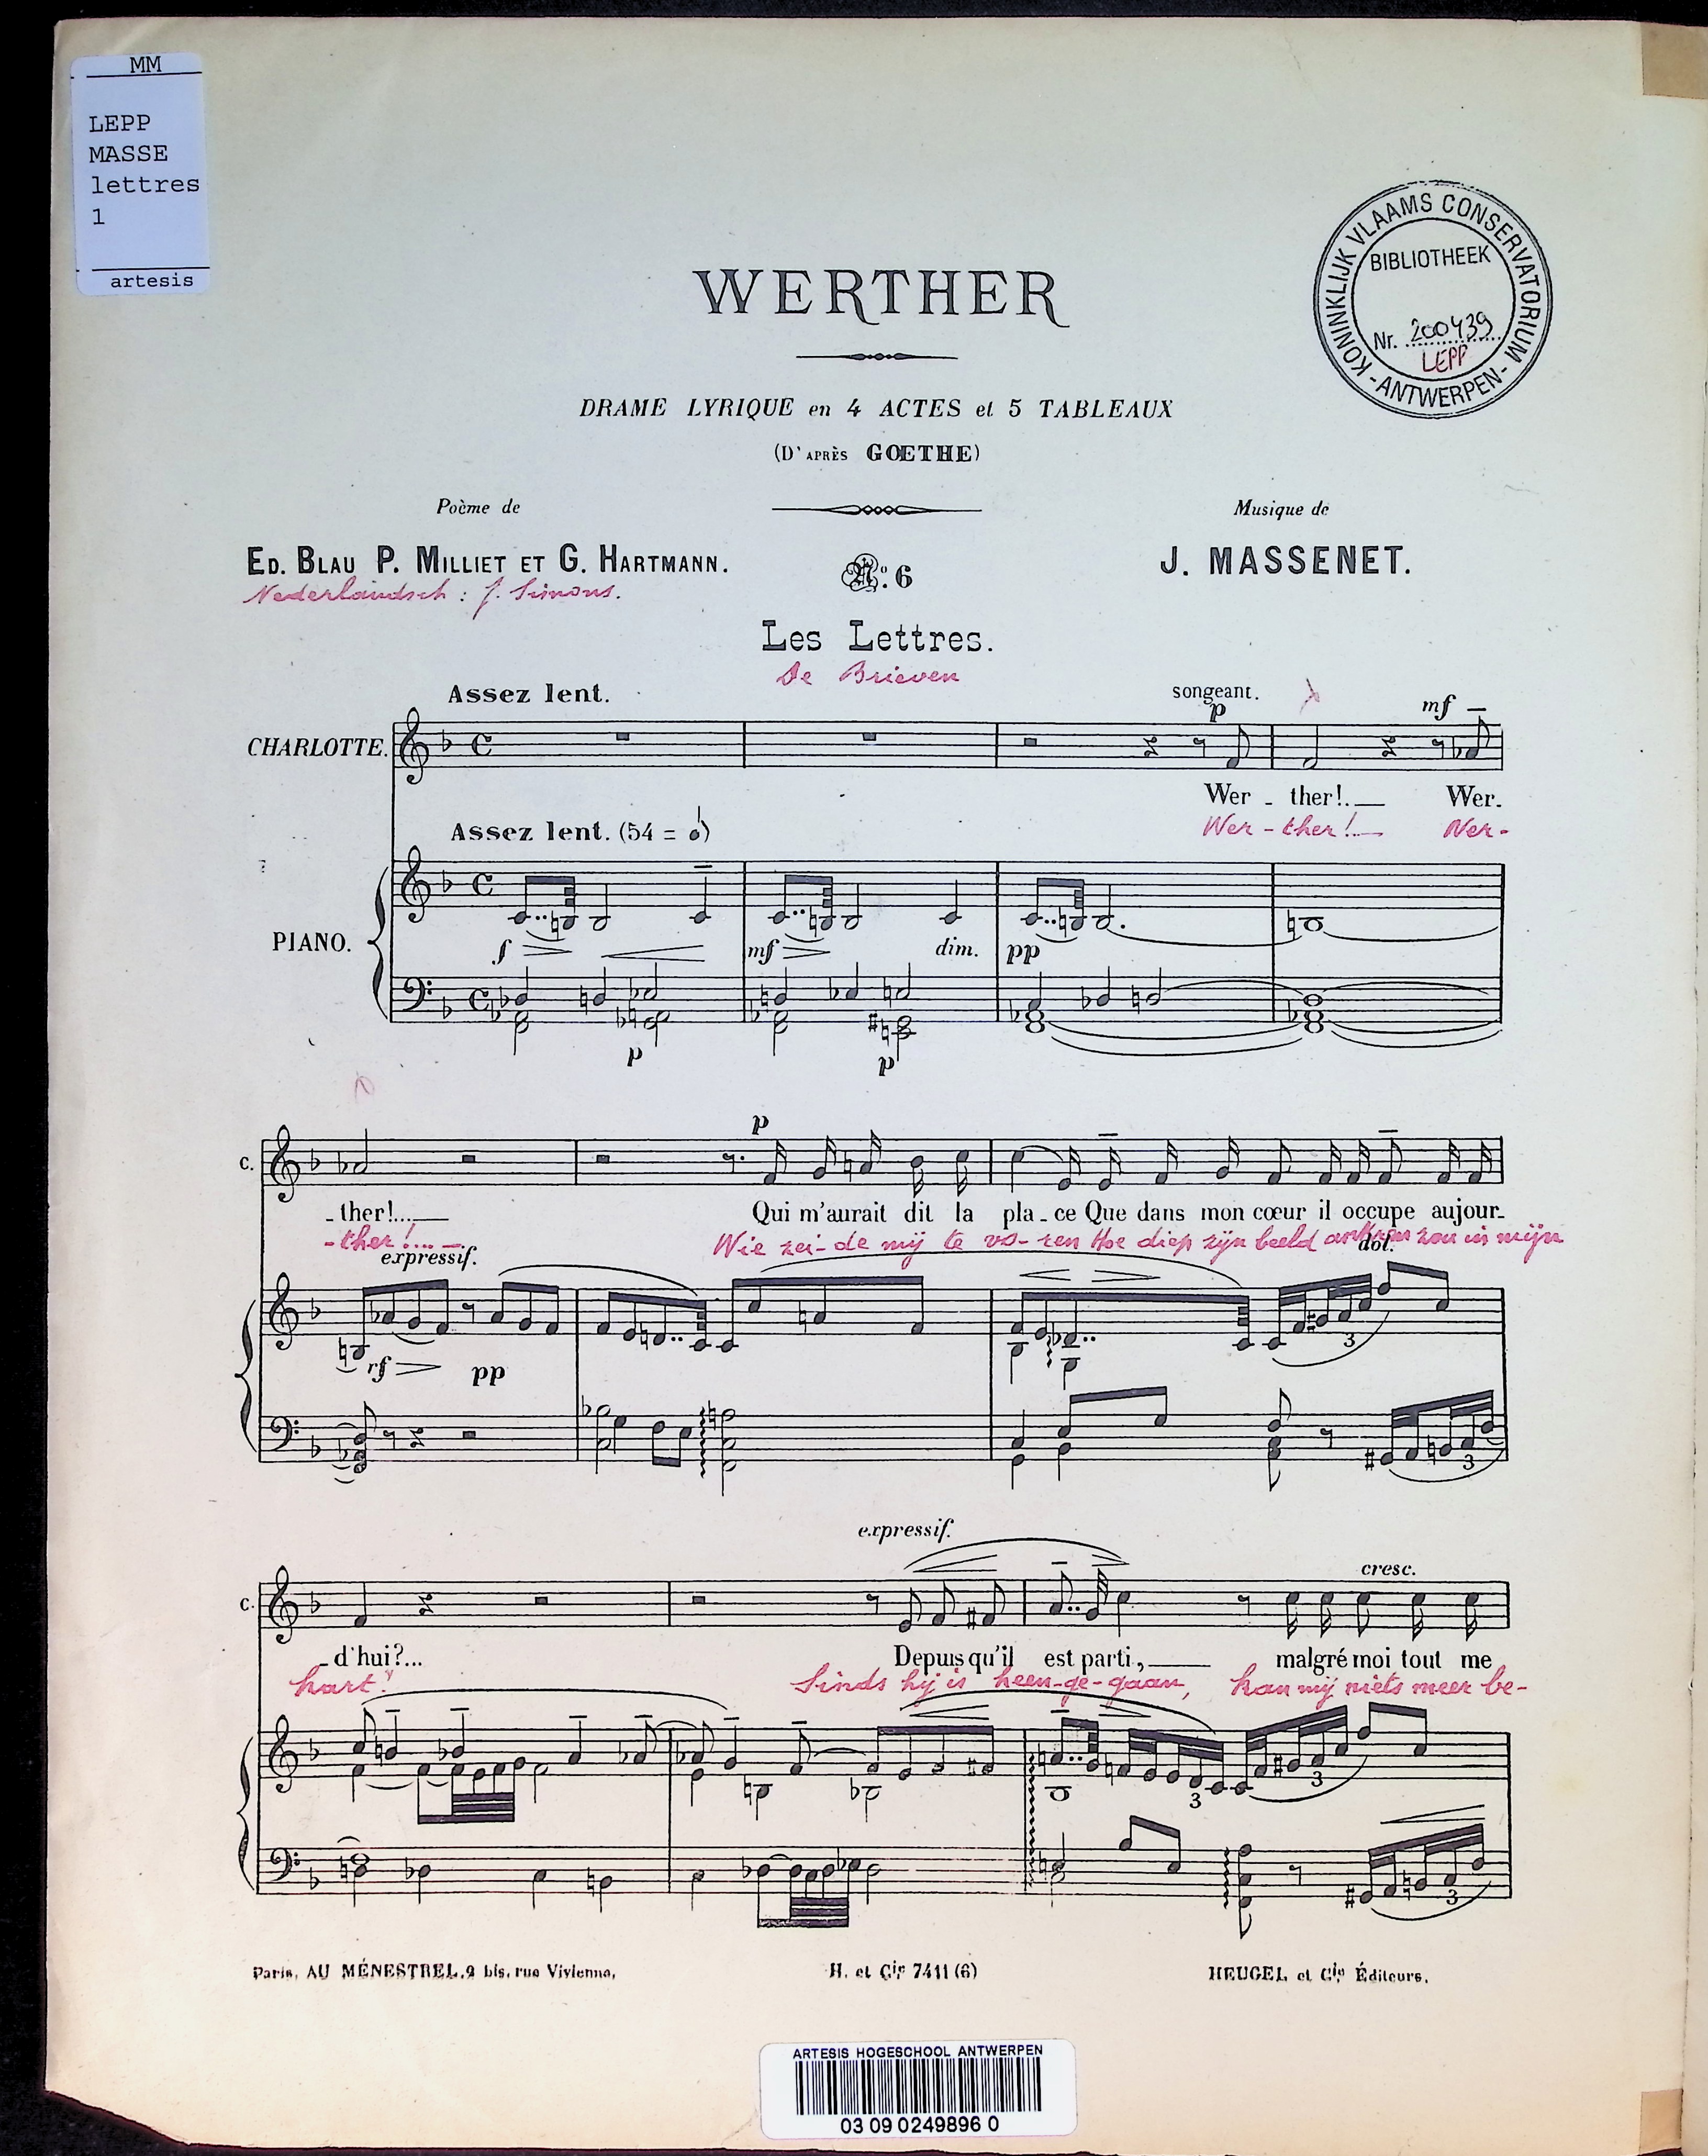 MM
LEPP
MASSE
lettres
1
artesis
KONINKLIJK VLAAMS CONSERVATORIUM
- ANTWERPEN -
BIBLIOTHEEK
Nr. 200439
LEPP
WERTHER
DRAME LYRIQUE en 4 ACTES et 5 TABLEAUX
(D'APRÈS GOETHE)
Poème de
Musique de
ED. BLAU P. MILLIET ET G. HARTMANN.
J. MASSENET.
Nederlandsch : J. Simons.
No. 6
Les Lettres.
De Brieven
Assez lent.
songeant.
p
mf
CHARLOTTE.
Wer - ther!.
Wer-
Wer - ther!
Wer-
Assez lent. (54 = )
PIANO.
f
mf
dim.
pp
p
p
p
C.
- ther!...
Qui m'aurait dit la pla - ce Que dans mon cœur il occupe aujour-
- ther!...
Wie zei - de mij te vo - ren Hoe diep zijn beeld zou in mijn
expressif.
dol.
rf
pp
3
3
expressif.
cresc.
C.
- d'hui?...
Depuis qu'il est parti,
malgré moi tout me
hart?
Sinds hij is heen-ge-gaan,
kan mij niets meer be-
3
3
3
Paris, AU MÉNESTREL, 2 bis, rue Vivienne,
H. et Cie 7411 (6)
HEUGEL et Cie, Éditeurs.
ARTESIS HOGESCHOOL ANTWERPEN
03 09 0249896 0